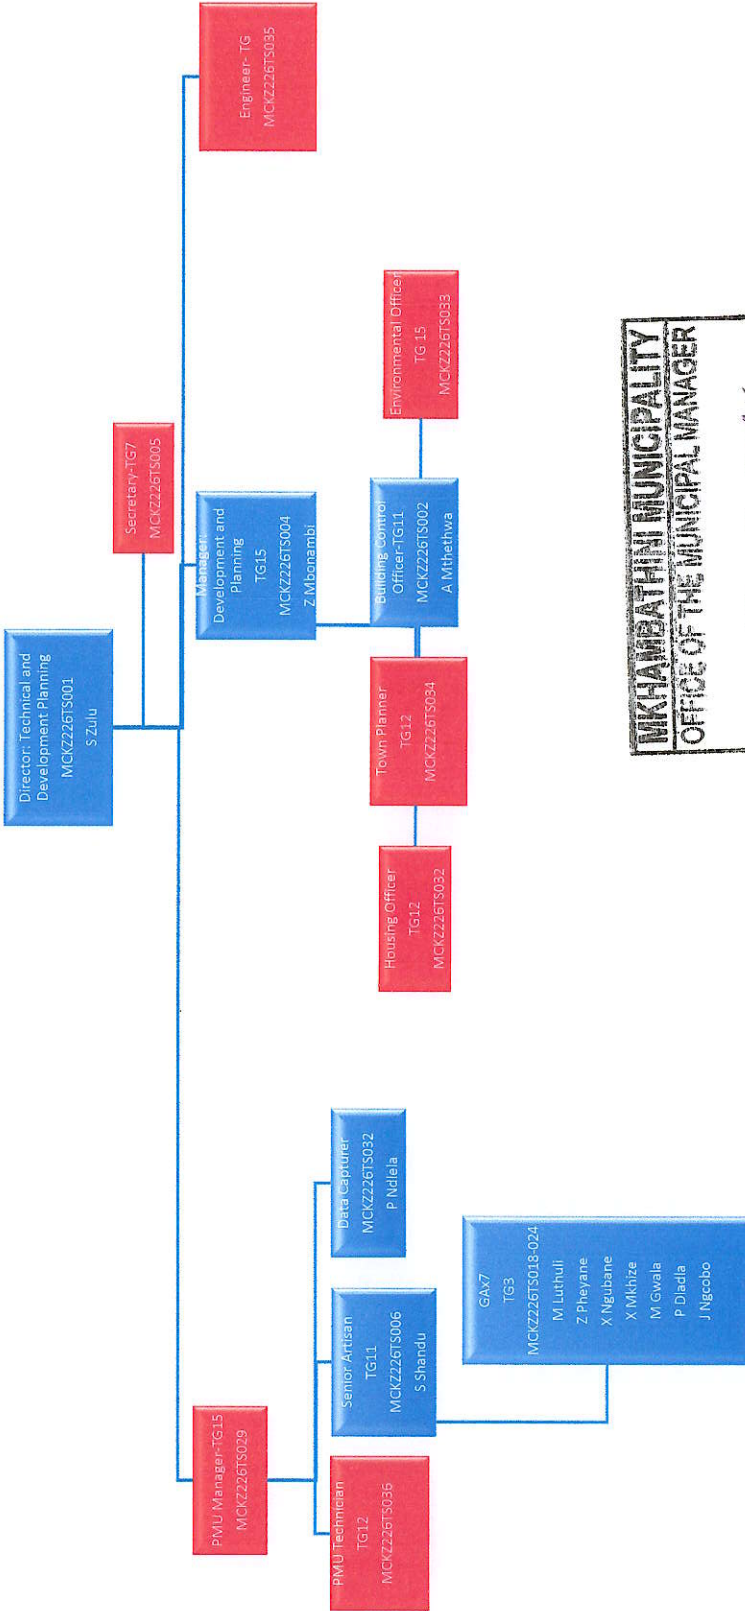 Director: Technical and
Development Planning
MCKZ226TS001
S Zulu
Secretary-TG7
MCKZ226TS005
PMU Manager-TG15
MCKZ226TS029
Manager:
Development and
Planning
TG15
MCKZ226TS004
Z Mbonambi
Engineer- TG
MCKZ226TS035
PMU Technician
TG12
MCKZ226TS036
Senior Artisan
TG11
MCKZ226TS006
S Shandu
Data Capturer
MCKZ226TS032
P Ndlela
Housing Officer
TG12
MCKZ226TS032
Town Planner
TG12
MCKZ226TS034
Building Control
Officer-TG11
MCKZ226TS002
A Mthethwa
Environmental Officer
TG 15
MCKZ226TS033
GAx7
TG3
MCKZ226TS018-024
M Luthuli
Z Pheyane
X Ngubane
X Mkhize
M Gwala
P Dladla
J Ngcobo
MKHAMBATHINI MUNICIPALITY
OFFICE OF THE MUNICIPAL MANAGER